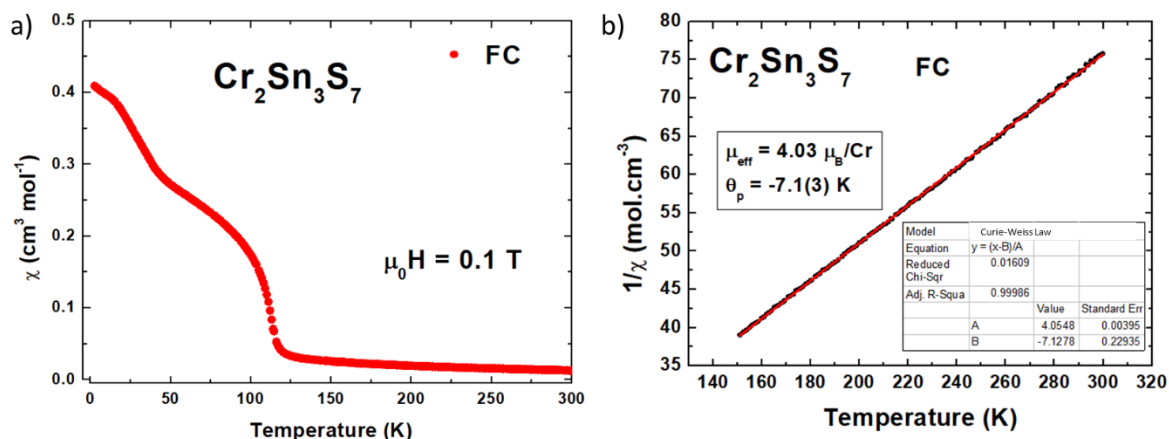 a)
0.5
0.4
0.3
0.2
0.1
0.0
χ (cm³ mol⁻¹)
FC
Cr₂Sn₃S₇
μ₀H = 0.1 T
0 50 100 150 200 250 300
Temperature (K)
b)
80
75
70
65
60
55
50
45
40
35
1/χ (mol.cm⁻³)
Cr₂Sn₃S₇ FC
μeff = 4.03 μB/Cr
θp = -7.1(3) K
Model Curie-Weiss Law
Equation y = (x-B)/A
Reduced Chi-Sqr 0.01609
Adj. R-Squa 0.99986
Value Standard Err
A 4.0548 0.00395
B -7.1278 0.22935
140 160 180 200 220 240 260 280 300 320
Temperature (K)